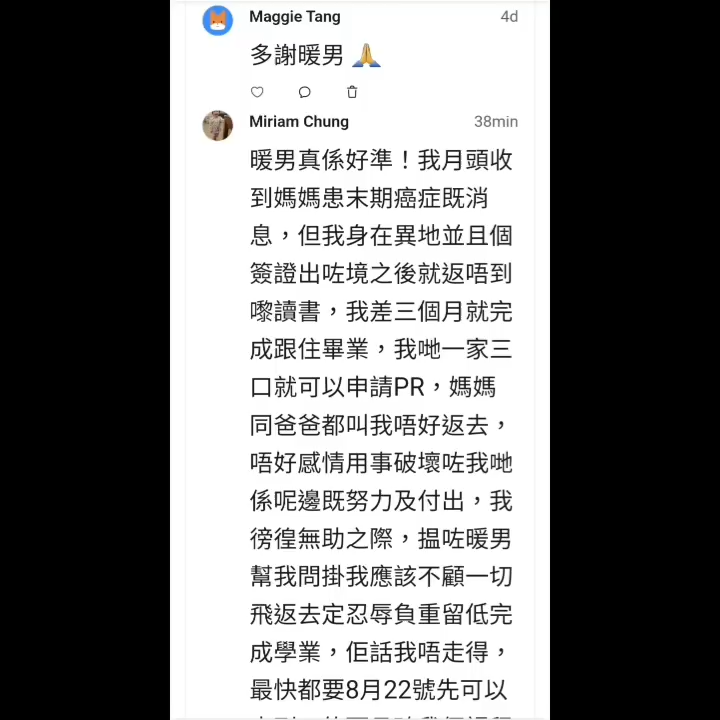 Maggie Tang 4d
多謝暖男 🙏
Miriam Chung 38min
暖男真係好準！我月頭收
到媽媽患末期癌症既消
息，但我身在異地並且個
簽證出咗境之後就返唔到
嚟讀書，我差三個月就完
成跟住畢業，我哋一家三
口就可以申請PR，媽媽
同爸爸都叫我唔好返去，
唔好感情用事破壞咗我哋
係呢邊既努力及付出，我
徬徨無助之際，搵咗暖男
幫我問掛我應該不顧一切
飛返去定忍辱負重留低完
成學業，佢話我唔走得，
最快都要8月22號先可以